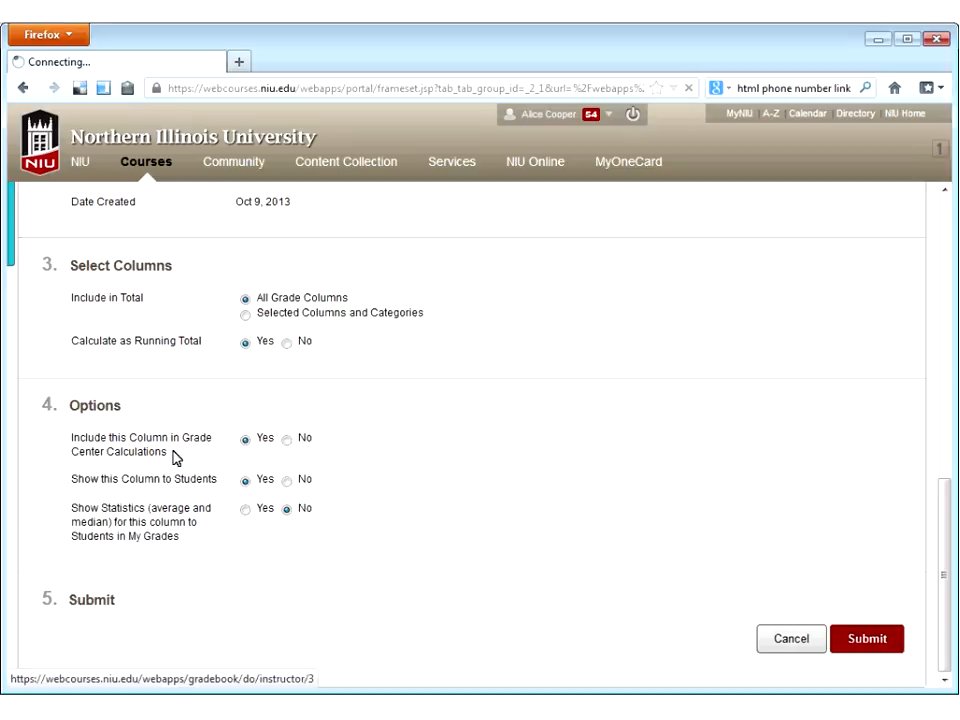 Firefox
Connecting...
https://webcourses.niu.edu/webapps/portal/frameset.jsp?tab_tab_group_id=_2_1&url=%2Fwebapps%
html phone number link
Alice Cooper 54
MyNIU | A-Z | Calendar | Directory | NIU Home
NIU
Northern Illinois University
NIU Courses Community Content Collection Services NIU Online MyOneCard
1
Date Created Oct 9, 2013
3. Select Columns
Include in Total All Grade Columns
Selected Columns and Categories
Calculate as Running Total Yes No
4. Options
Include this Column in Grade Yes No
Center Calculations
Show this Column to Students Yes No
Show Statistics (average and Yes No
median) for this column to
Students in My Grades
5. Submit
Cancel Submit
https://webcourses.niu.edu/webapps/gradebook/do/instructor/3